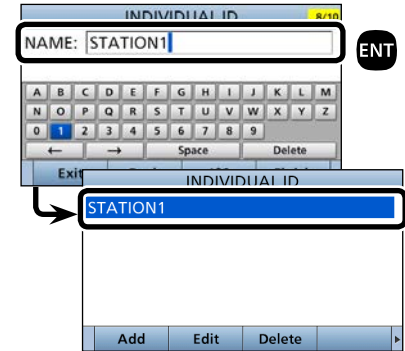 INDIVIDUAL ID 8/10
NAME: STATION1
ENT
A B C D E F G H I J K L M
N O P Q R S T U V W X Y Z
0 1 2 3 4 5 6 7 8 9
← → Space Delete
Exit
INDIVIDUAL ID
STATION1
Add Edit Delete